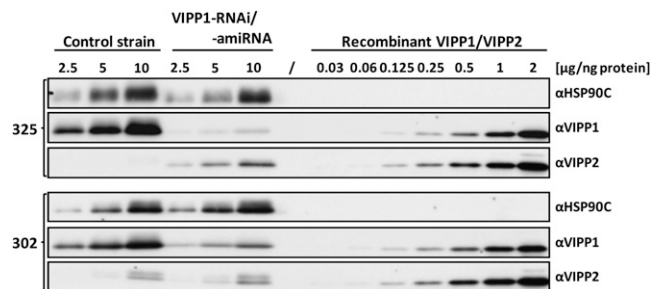 VIPP1-RNAi/
Control strain -amiRNA Recombinant VIPP1/VIPP2
2.5 5 10 2.5 5 10 / 0.03 0.06 0.125 0.25 0.5 1 2 [µg/ng protein]
αHSP90C
325 αVIPP1
αVIPP2
αHSP90C
302 αVIPP1
αVIPP2